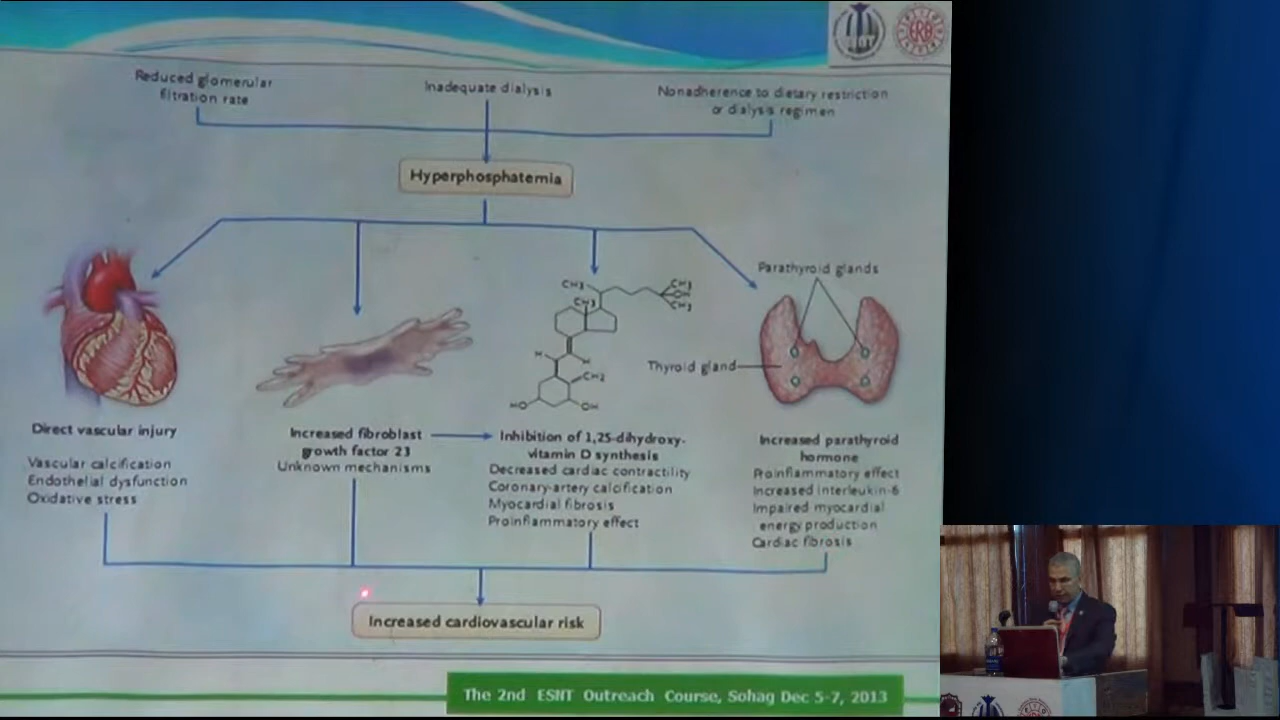 Reduced glomerular
filtration rate
Inadequate dialysis
Nonadherence to dietary restriction
or dialysis regimen
Hyperphosphatemia
Parathyroid glands
Thyroid gland
CH3
CH3
OH
CH3
CH3
H
H
CH2
HO
OH
Direct vascular injury
Vascular calcification
Endothelial dysfunction
Oxidative stress
Increased fibroblast
growth factor 23
Unknown mechanisms
Inhibition of 1,25-dihydroxy-
vitamin D synthesis
Decreased cardiac contractility
Coronary-artery calcification
Myocardial fibrosis
Proinflammatory effect
Increased parathyroid
hormone
Proinflammatory effect
Increased interleukin-6
Impaired myocardial
energy production
Cardiac fibrosis
Increased cardiovascular risk
The 2nd ESNT Outreach Course, Sohag Dec 5-7, 2013